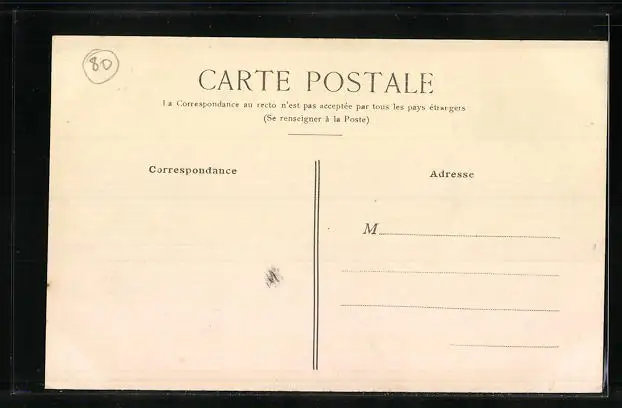 80
CARTE POSTALE
La Correspondance au recto n'est pas acceptée par tous les pays étrangers
(Se renseigner à la Poste)
Correspondance
Adresse
M